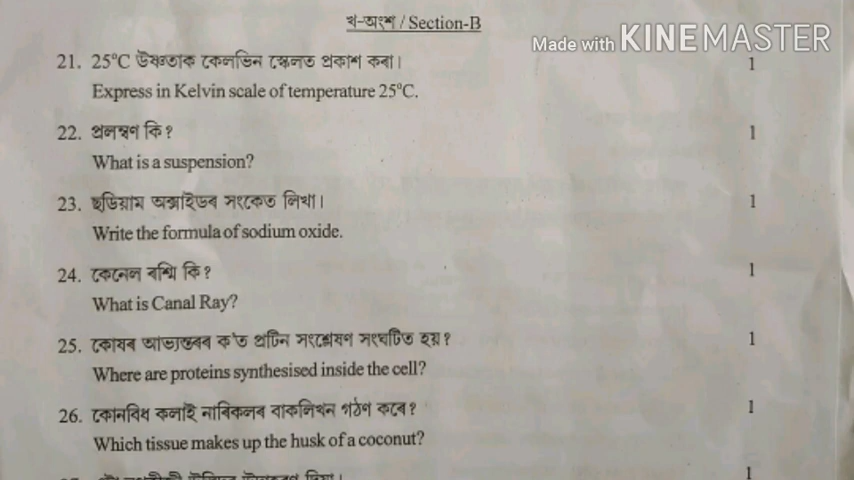 খ-অংশ / Section-B
Made with KINEMASTER
21. 25°C উষ্ণতাক কেলভিন স্কেলত প্ৰকাশ কৰা। 1
Express in Kelvin scale of temperature 25°C.
22. প্ৰলম্বণ কি? 1
What is a suspension?
23. ছডিয়াম অক্সাইডৰ সংকেত লিখা। 1
Write the formula of sodium oxide.
24. কেনেল ৰশ্মি কি? 1
What is Canal Ray?
25. কোষৰ আভ্যন্তৰৰ ক'ত প্ৰটিন সংশ্লেষণ সংঘটিত হয়? 1
Where are proteins synthesised inside the cell?
26. কোনবিধ কলাই নাৰিকলৰ বাকলিখন গঠণ কৰে? 1
Which tissue makes up the husk of a coconut?
উদ্ভিদৰ উদাহৰণ দিয়া। 1